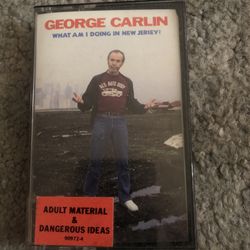 GEORGE CARLIN
WHAT AM I DOING IN NEW JERSEY?
ADULT MATERIAL
&
DANGEROUS IDEAS